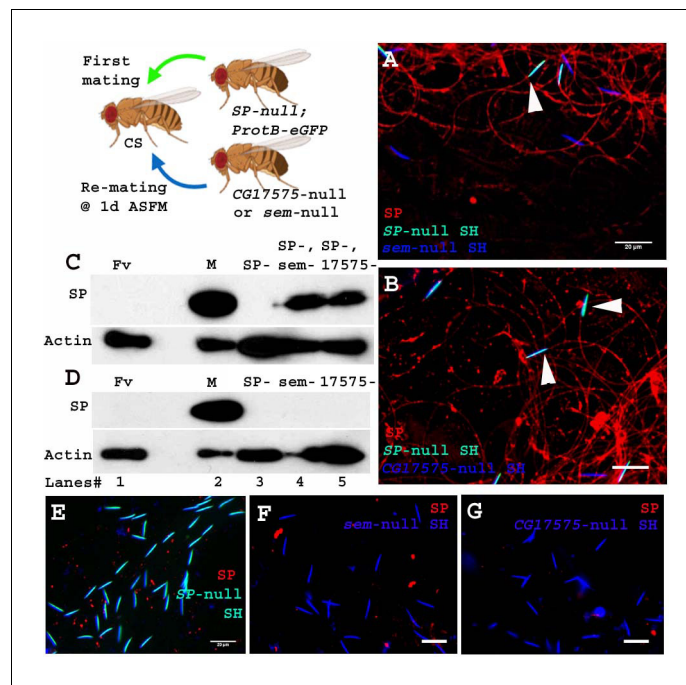 First
mating
CS
SP-null;
ProtB-eGFP
Re-mating
@ 1d ASFM
CG17575-null
or sem-null
A
SP
SP-null SH
sem-null SH
20 µm
B
SP
SP-null SH
CG17575-null SH
C
Fv M SP- SP-, sem- SP-, 17575-
SP
Actin
D
Fv M SP- sem- 17575-
SP
Actin
Lanes# 1 2 3 4 5
E
SP
SP-null
SH
20 µm
F
SP
sem-null SH
G
SP
CG17575-null SH